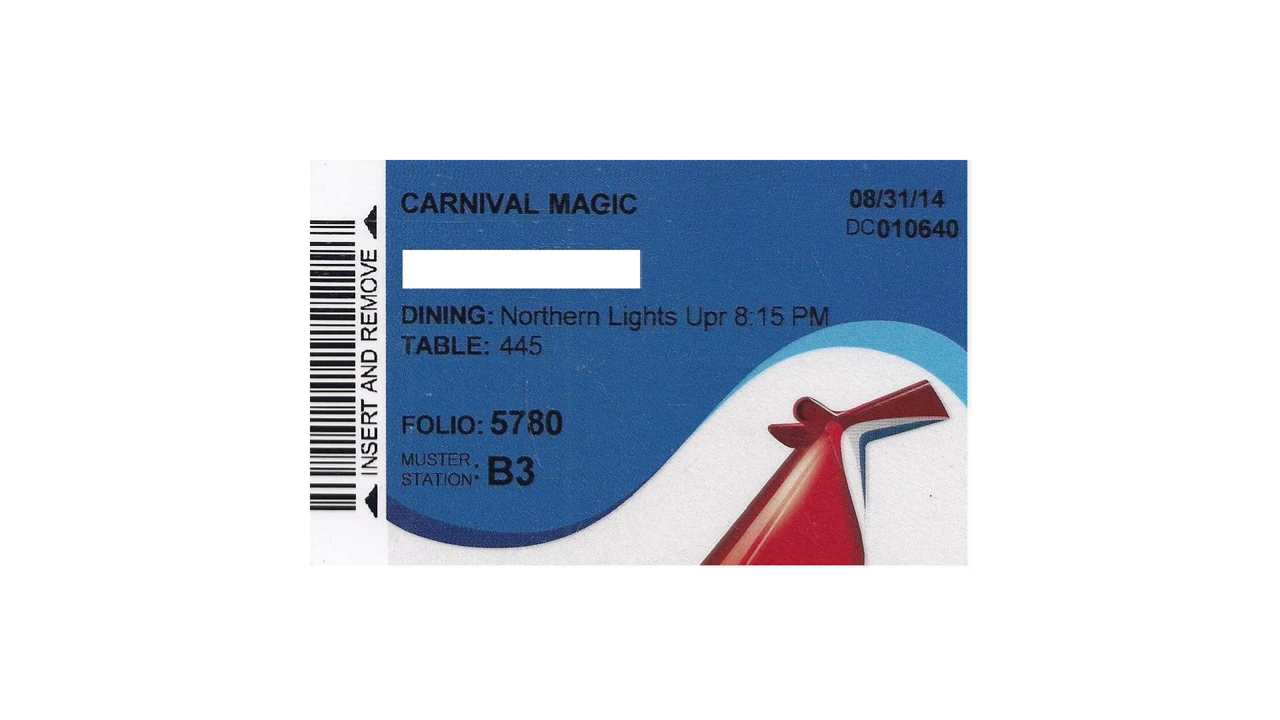 CARNIVAL MAGIC
08/31/14
DC010640
DINING: Northern Lights Upr 8:15 PM
TABLE: 445
FOLIO: 5780
MUSTER
STATION: B3
INSERT AND REMOVE